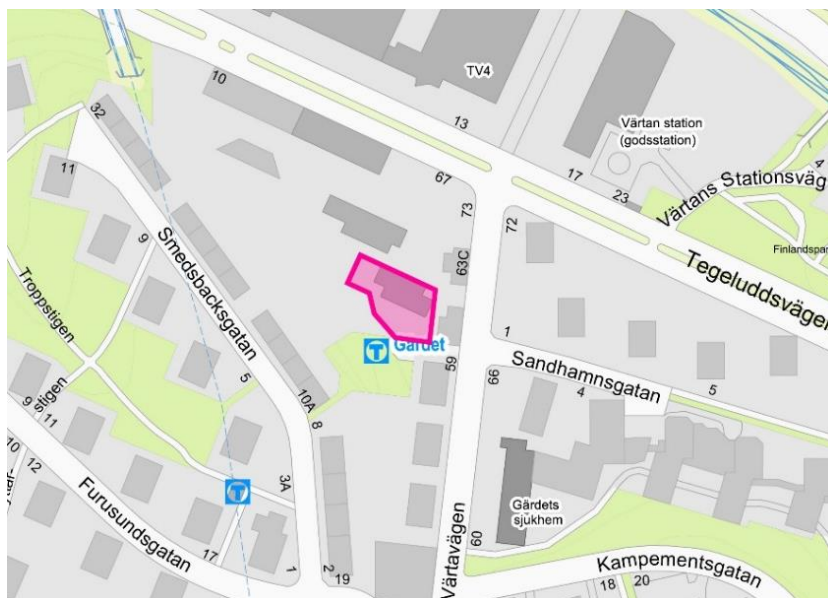 TV4
10
13
Värtan station
(godsstation)
32
67
17
23
4
Värtans Stationsväg
11
73
72
9
63C
Finlandspar
Smedsbacksgatan
Tegeluddsvägen
Troppstigen
Gärdet
59
1
Sandhamnsgatan
5
5
66
4
stigen
9
11
10A
8
10
12
3A
Gärdets
sjukhem
Furusundsgatan
17
60
Värtavägen
Kampementsgatan
1
2
19
18
20